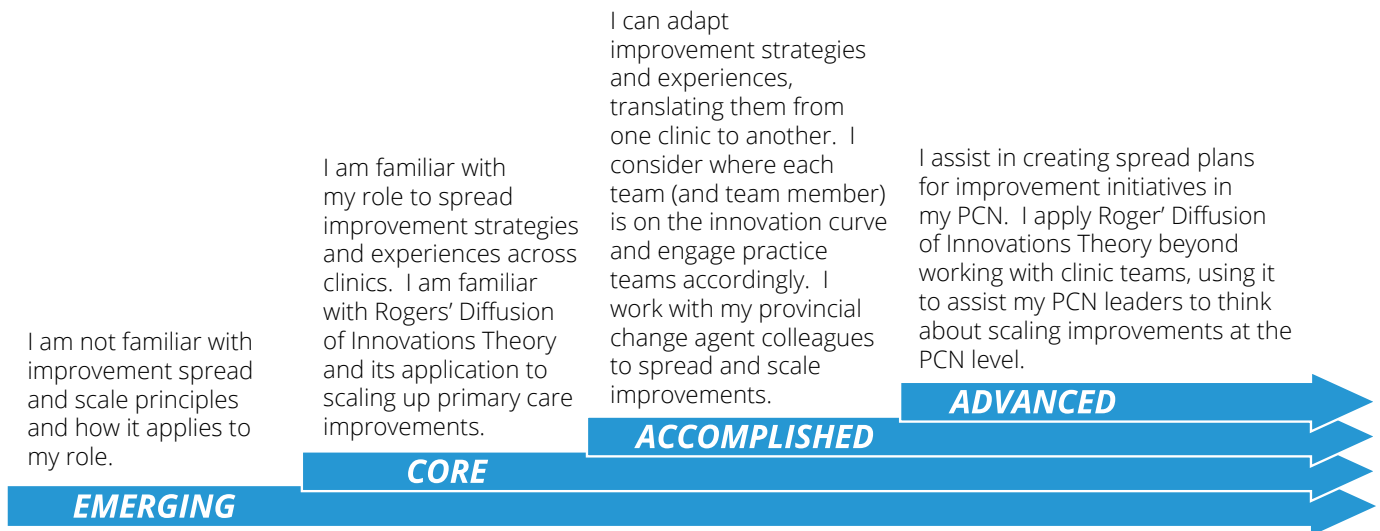 I am not familiar with
improvement spread
and scale principles
and how it applies to
my role.
EMERGING
I am familiar with
my role to spread
improvement strategies
and experiences across
clinics.  I am familiar
with Rogers’ Diffusion
of Innovations Theory
and its application to
scaling up primary care
improvements.
CORE
I can adapt
improvement strategies
and experiences,
translating them from
one clinic to another.  I
consider where each
team (and team member)
is on the innovation curve
and engage practice
teams accordingly.  I
work with my provincial
change agent colleagues
to spread and scale
improvements.
ACCOMPLISHED
I assist in creating spread plans
for improvement initiatives in
my PCN.  I apply Roger’ Diffusion
of Innovations Theory beyond
working with clinic teams, using it
to assist my PCN leaders to think
about scaling improvements at the
PCN level.
ADVANCED